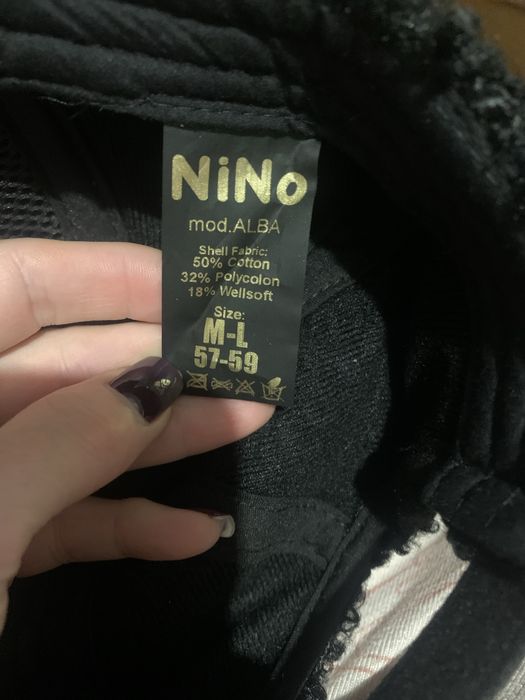 NiNo
mod.ALBA
Shell Fabric:
50% Cotton
32% Polycolon
18% Wellsoft
Size:
M-L
57-59